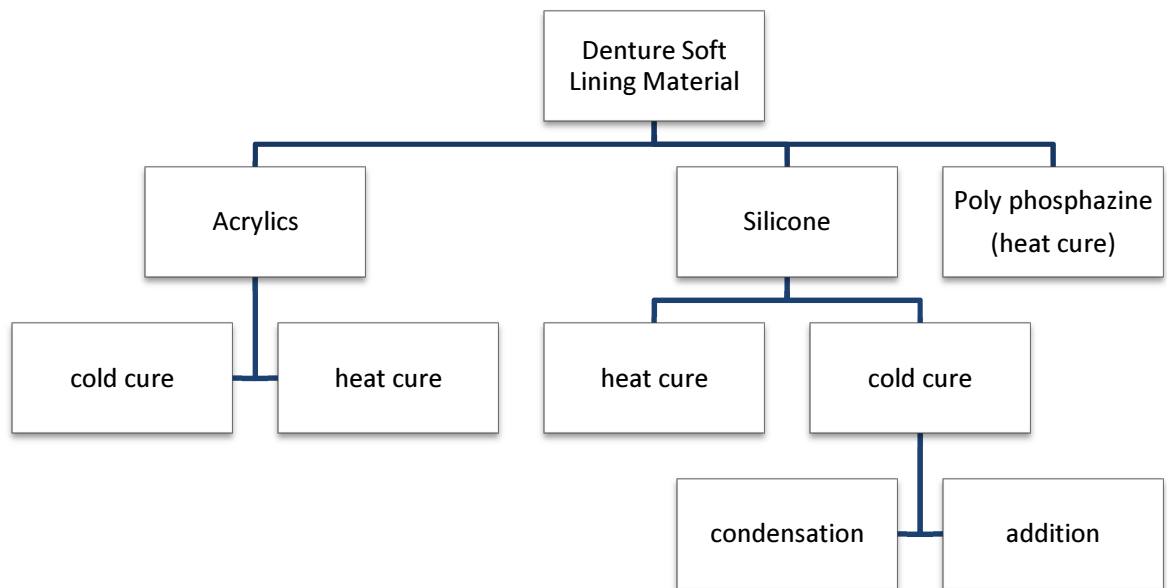 Denture Soft
Lining Material
Acrylics
Silicone
Poly phosphazine
(heat cure)
cold cure
heat cure
heat cure
cold cure
condensation
addition